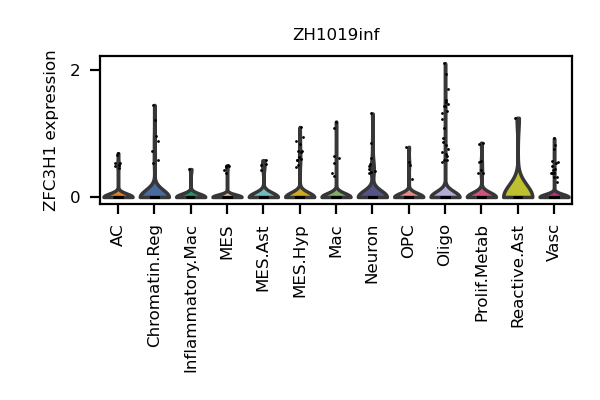 ZH1019inf
ZFC3H1 expression
2
0
AC
Chromatin.Reg
Inflammatory.Mac
MES
MES.Ast
MES.Hyp
Mac
Neuron
OPC
Oligo
Prolif.Metab
Reactive.Ast
Vasc